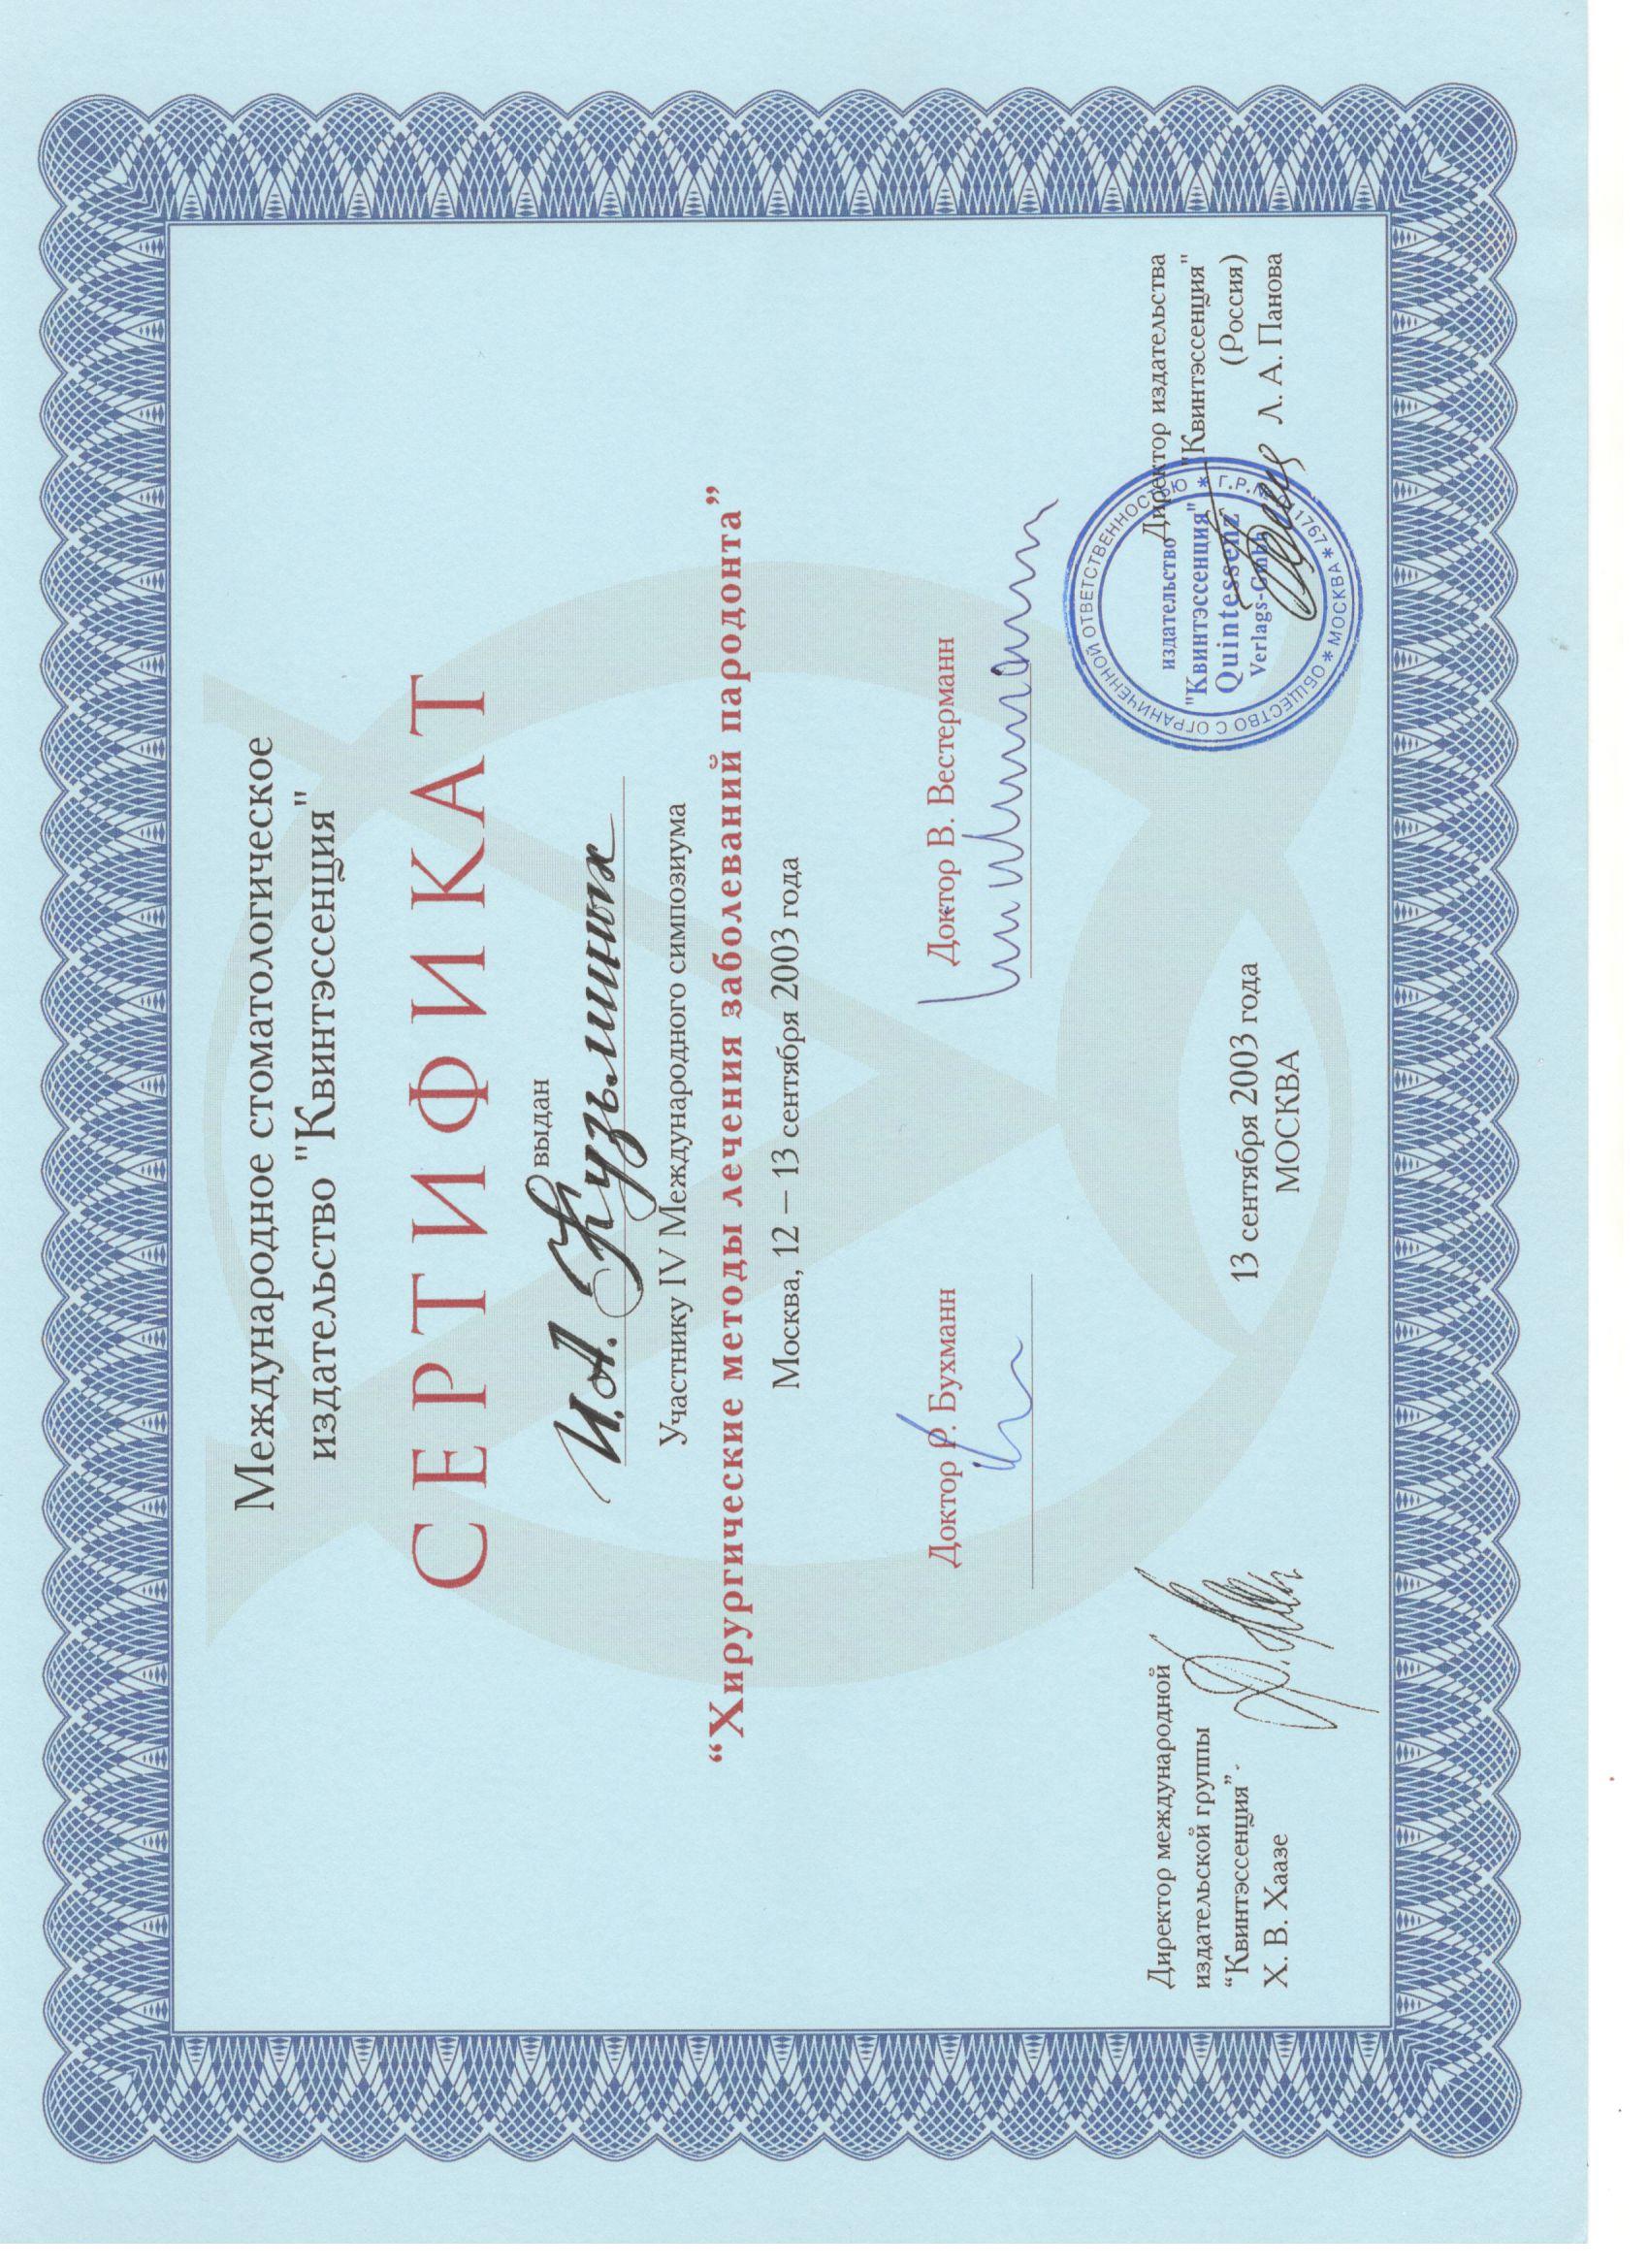 Международное стоматологическое
издательство "Квинтэссенция"
СЕРТИФИКАТ
выдан
И.А.
Участнику IV Международного симпозиума
“Хирургические методы лечения заболеваний пародонта”
Москва, 12 — 13 сентября 2003 года
Доктор Р. Бухманн
Доктор В. Вестерманн
Директор международной
издательской группы
“Квинтэссенция”
Х. В. Хаазе
13 сентября 2003 года
МОСКВА
Директор издательства
"Квинтэссенция"
(Россия)
Л. А. Панова
ОБЩЕСТВО С ОГРАНИЧЕННОЙ ОТВЕТСТВЕННОСТЬЮ
* МОСКВА *
издательство
"Квинтэссенция"
Quintessenz
Verlags-GmbH